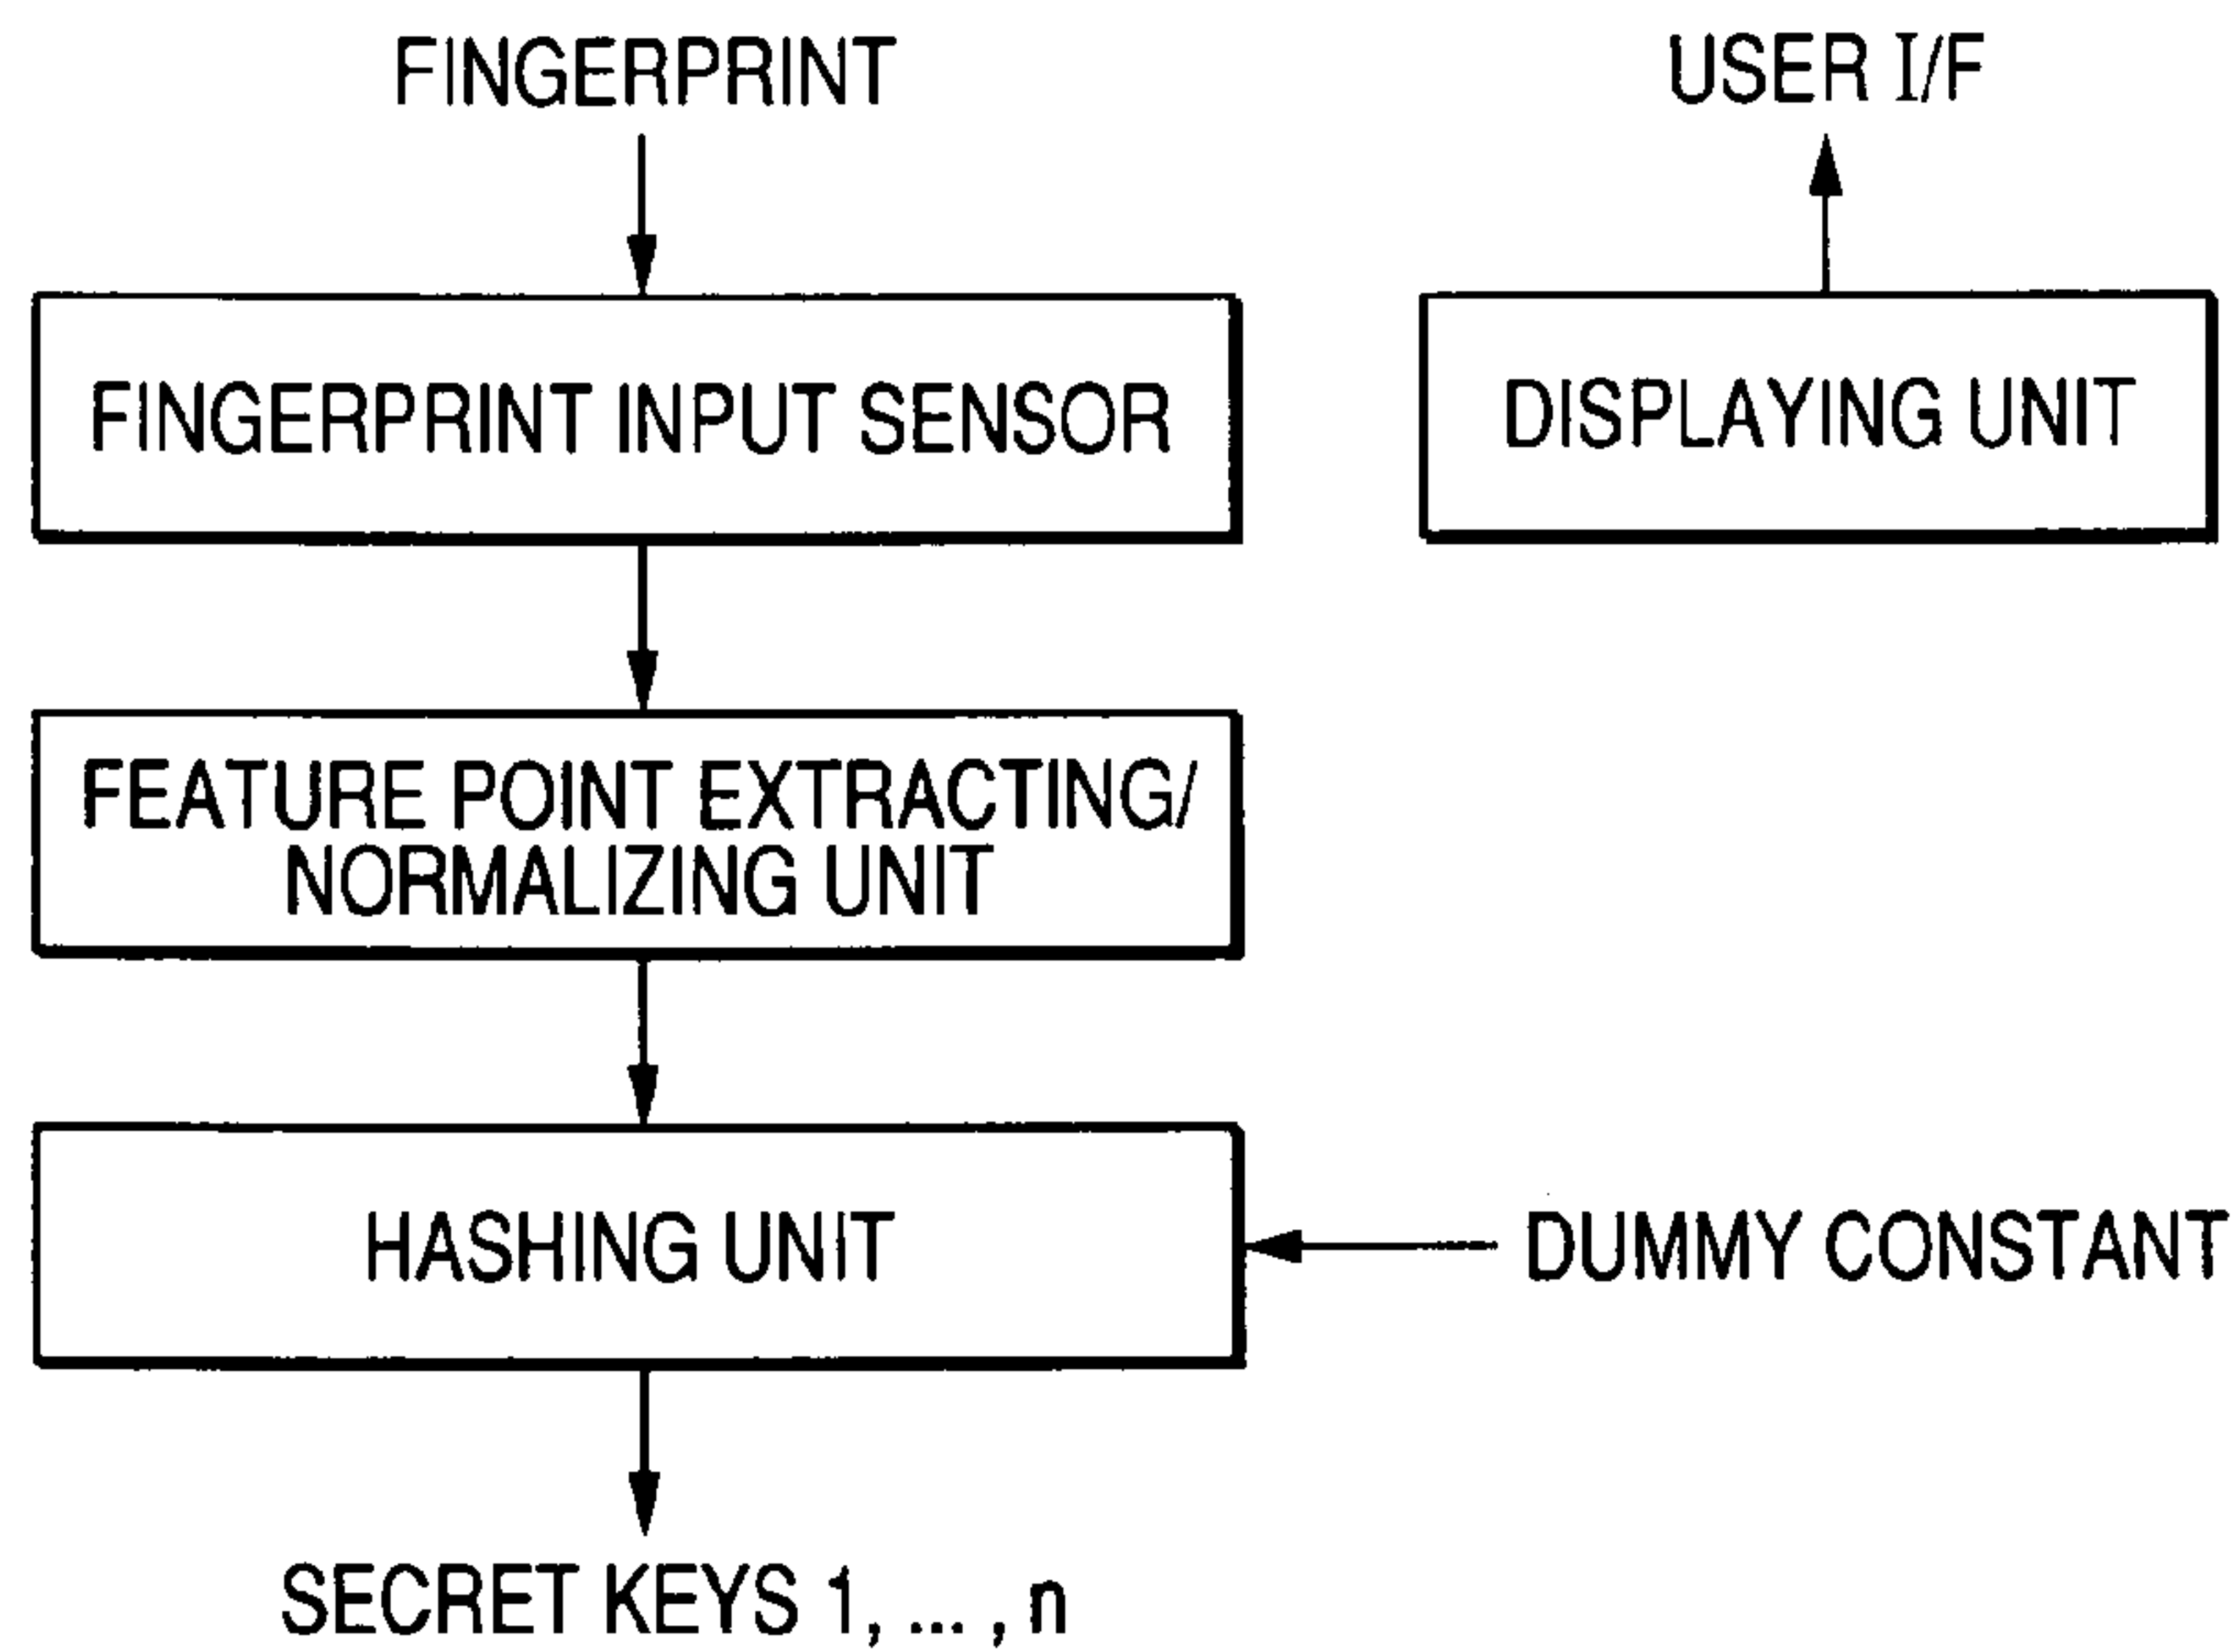 FINGERPRINT
USER I/F
FINGERPRINT INPUT SENSOR
DISPLAYING UNIT
FEATURE POINT EXTRACTING/
NORMALIZING UNIT
HASHING UNIT
DUMMY CONSTANT
SECRET KEYS 1, ... , n